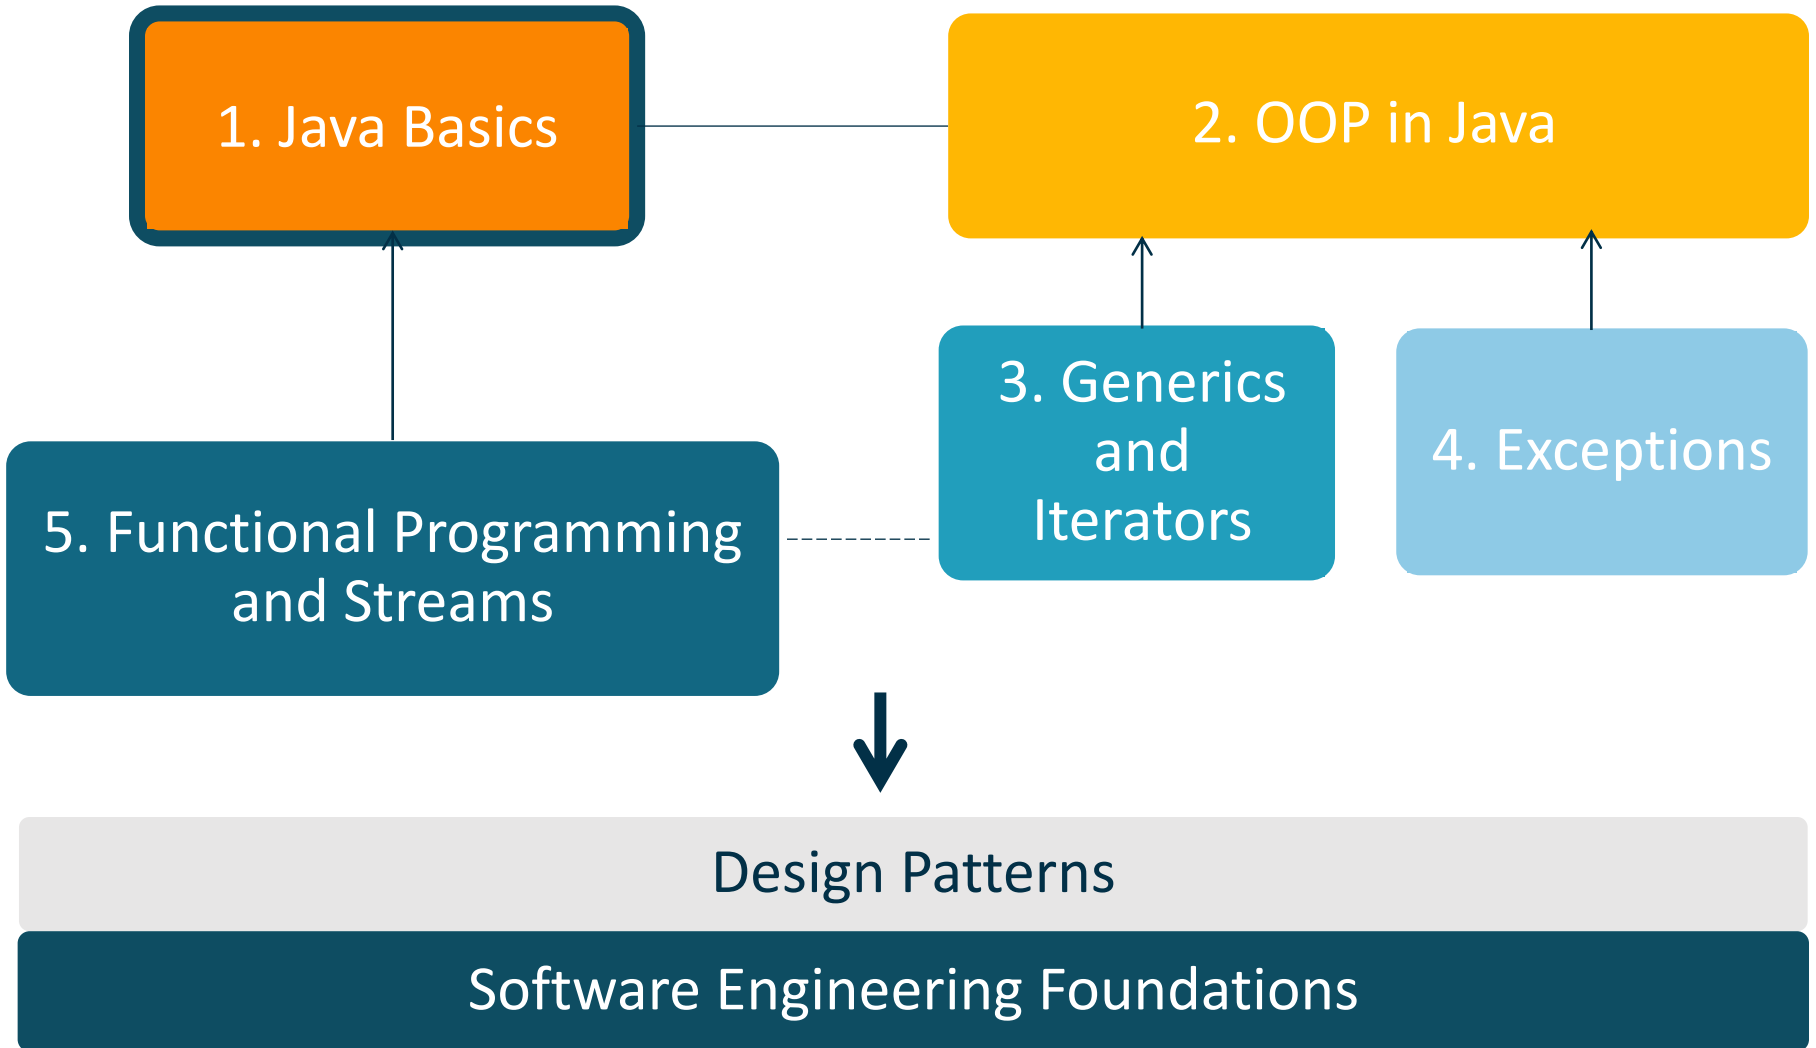 1. Java Basics
2. OOP in Java
3. Generics
and
Iterators
4. Exceptions
5. Functional Programming
and Streams
Design Patterns
Software Engineering Foundations